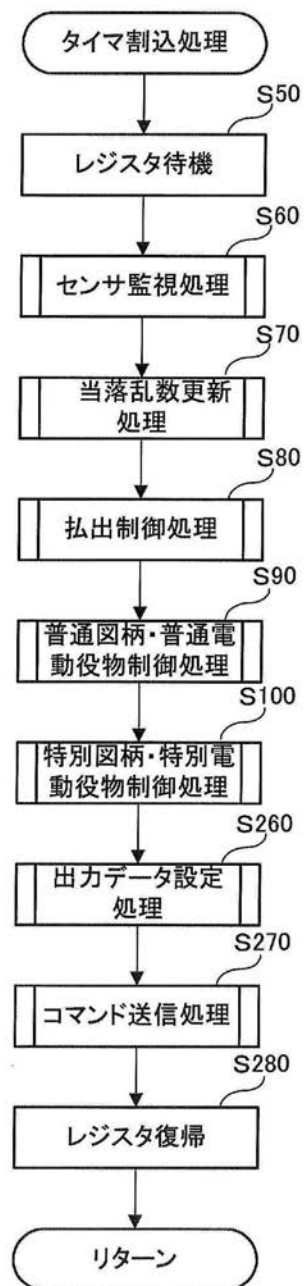 タイマ割込処理
S50
レジスタ待機
S60
センサ監視処理
S70
当落乱数更新
処理
S80
払出制御処理
S90
普通図柄・普通電
動役物制御処理
S100
特別図柄・特別電
動役物制御処理
S260
出力データ設定
処理
S270
コマンド送信処理
S280
レジスタ復帰
リターン